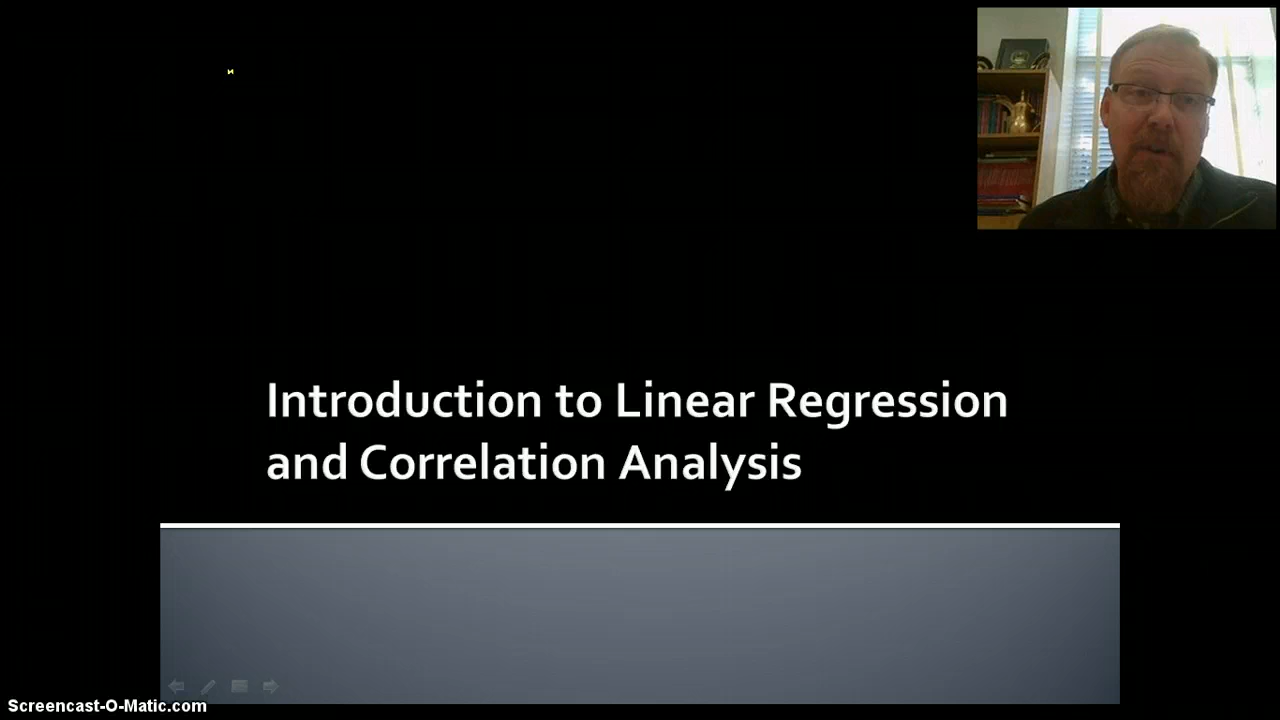 Introduction to Linear Regression
and Correlation Analysis
Screencast-O-Matic.com